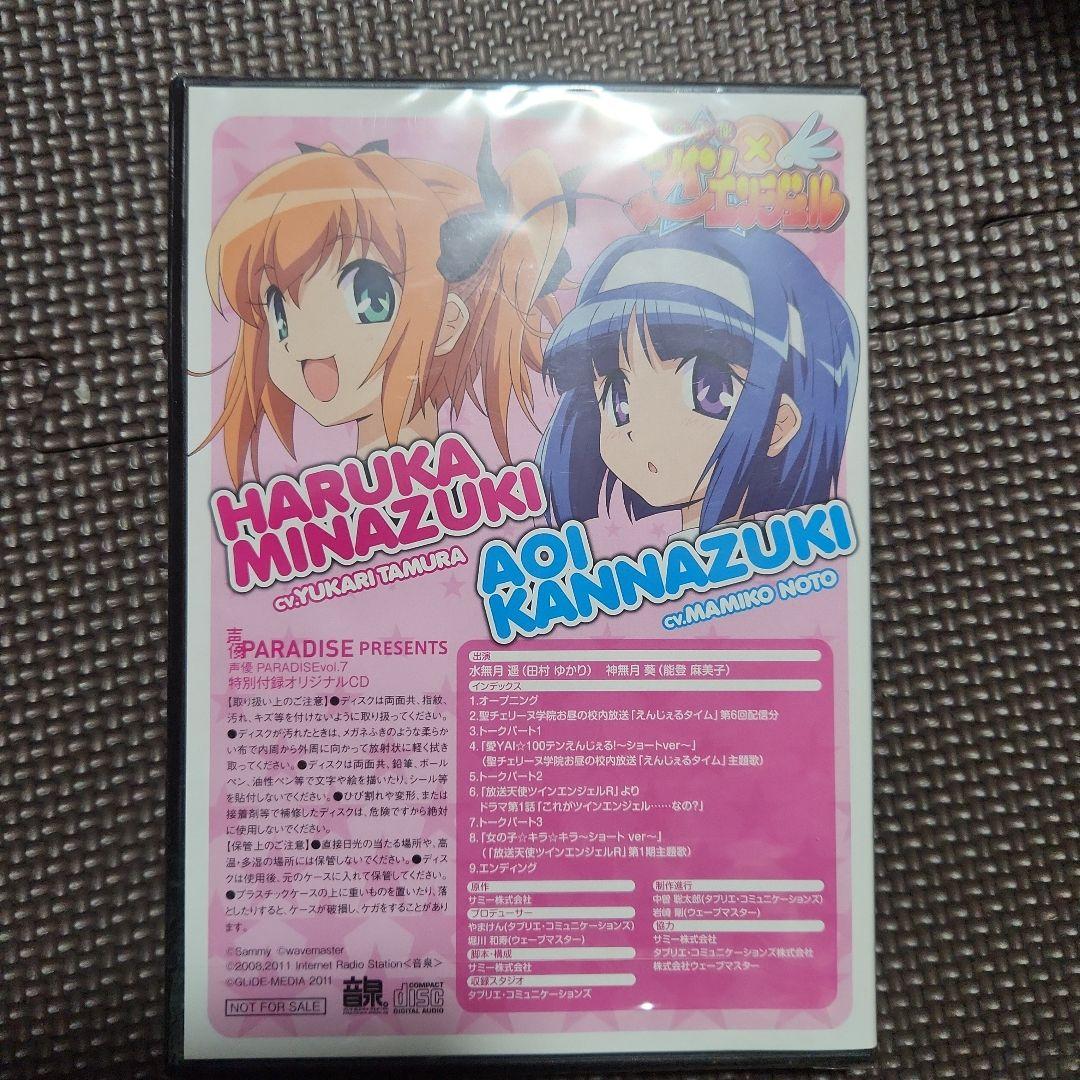 ×
ツインエンジェル
HARUKA
MINAZUKI
CV.YUKARI TAMURA
AOI
KANNAZUKI
CV.MAMIKO NOTO
声優PARADISE PRESENTS
声優 PARADISEvol.7
特別付録オリジナルCD
【取り扱い上のご注意】●ディスクは両面共、指紋、
汚れ、キズ等を付けないように取り扱ってください。
●ディスクが汚れたときは、メガネふきのような柔らか
い布で内周から外周に向かって放射状に軽く拭き
取ってください。●ディスクは両面共、鉛筆、ボール
ペン、油性ペン等で文字や絵を描いたり、シール等
を貼付しないでください。●ひび割れや変形、または
接着剤等で補修したディスクは、危険ですから絶対
に使用しないでください。
【保管上のご注意】●直接日光の当たる場所や、高
温・多湿の場所には保管しないでください。●ディス
クは使用後、元のケースに入れて保管してください。
●プラスチックケースの上に重いものを置いたり、落
としたりすると、ケースが破損し、ケガをすることがあり
ます。
©Sammy ©wavemaster
©2008,2011 Internet Radio Station<音泉>
©GLIDE-MEDIA 2011
NOT FOR SALE
音泉。
COMPACT
disc
DIGITAL AUDIO
出演
水無月 遥(田村 ゆかり) 神無月 葵(能登 麻美子)
インデックス
1.オープニング
2.聖チェリーヌ学院お昼の校内放送「えんじぇるタイム」第6回配信分
3.トークパート1
4.「愛YAI☆100テンえんじぇる!～ショートver～」
(聖チェリーヌ学院お昼の校内放送「えんじぇるタイム」主題歌)
5.トークパート2
6.「放送天使ツインエンジェルR」より
ドラマ第1話「これがツインエンジェル……なの?」
7.トークパート3
8.「女の子☆キラ☆キラ～ショート ver～」
(「放送天使ツインエンジェルR」第1期主題歌)
9.エンディング
原作
サミー株式会社
プロデューサー
やまけん(タブリエ・コミュニケーションズ)
堀川 和寿(ウェーブマスター)
脚本・構成
サミー株式会社
収録スタジオ
タブリエ・コミュニケーションズ
制作進行
中曽 聡太郎(タブリエ・コミュニケーションズ)
岩崎 剛(ウェーブマスター)
協力
サミー株式会社
タブリエ・コミュニケーションズ株式会社
株式会社ウェーブマスター